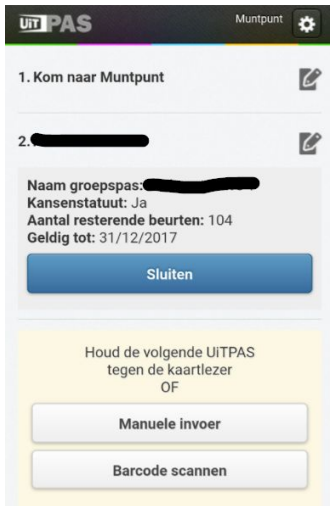 UiTPAS
Muntpunt
1. Kom naar Muntpunt
2.
Naam groepspas:
Kansenstatuut: Ja
Aantal resterende beurten: 104
Geldig tot: 31/12/2017
Sluiten
Houd de volgende UiTPAS
tegen de kaartlezer
OF
Manuele invoer
Barcode scannen